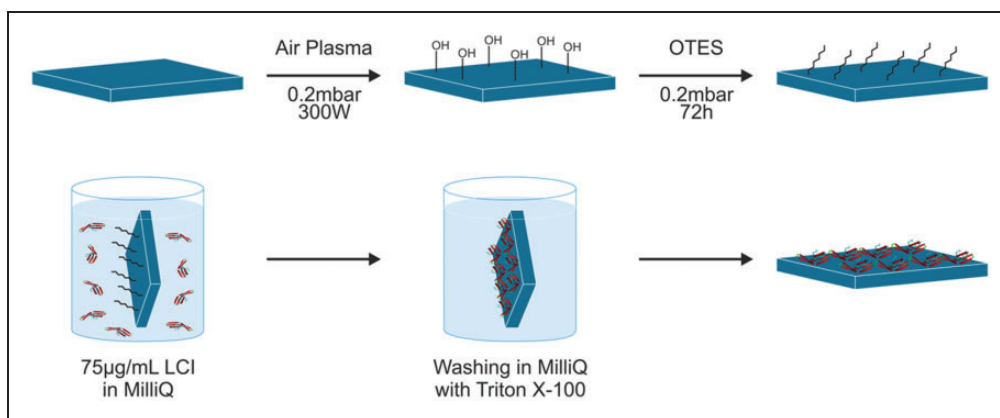 Air Plasma
0.2mbar
300W
OH
OH
OH
OH
OH
OH
OTES
0.2mbar
72h
75µg/mL LCI
in MilliQ
Washing in MilliQ
with Triton X-100